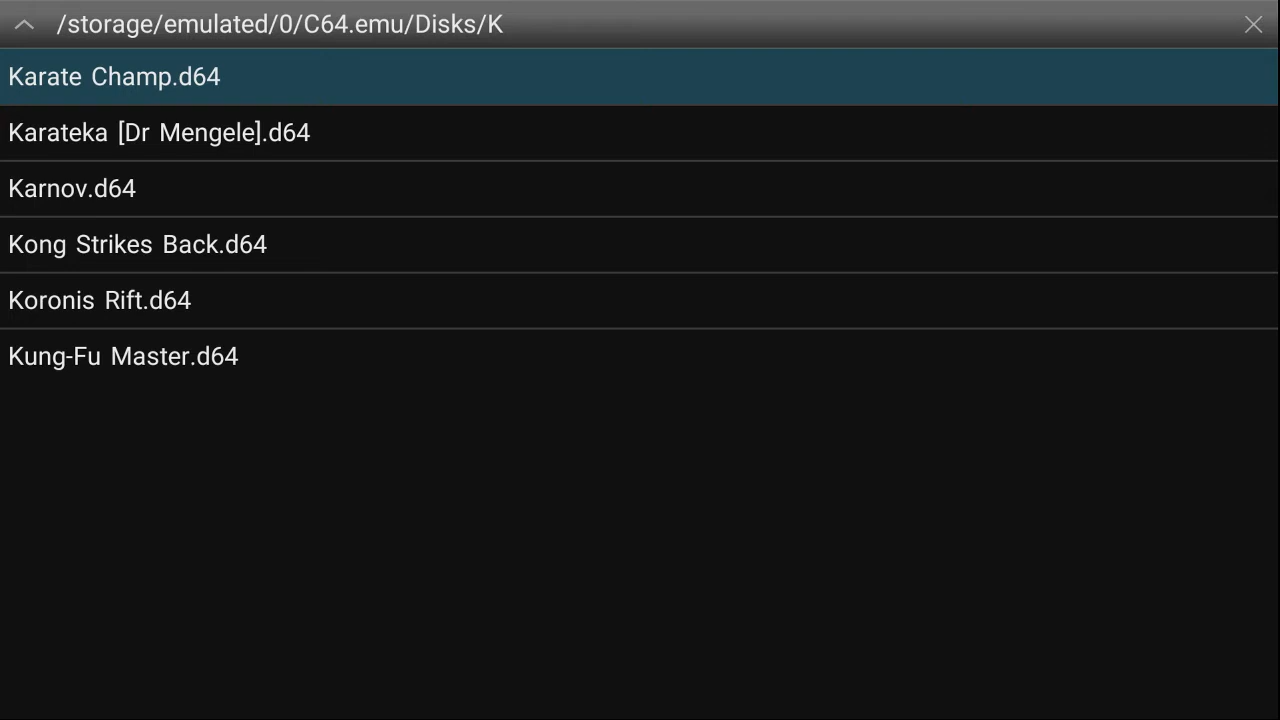 /storage/emulated/0/C64.emu/Disks/K
Karate Champ.d64
Karateka [Dr Mengele].d64
Karnov.d64
Kong Strikes Back.d64
Koronis Rift.d64
Kung-Fu Master.d64